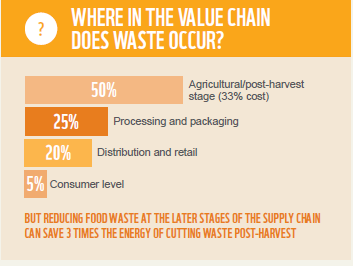 ?
WHERE IN THE VALUE CHAIN
DOES WASTE OCCUR?
50%
Agricultural/post-harvest
stage (33% cost)
25%
Processing and packaging
20%
Distribution and retail
5%
Consumer level
BUT REDUCING FOOD WASTE AT THE LATER STAGES OF THE SUPPLY CHAIN
CAN SAVE 3 TIMES THE ENERGY OF CUTTING WASTE POST-HARVEST